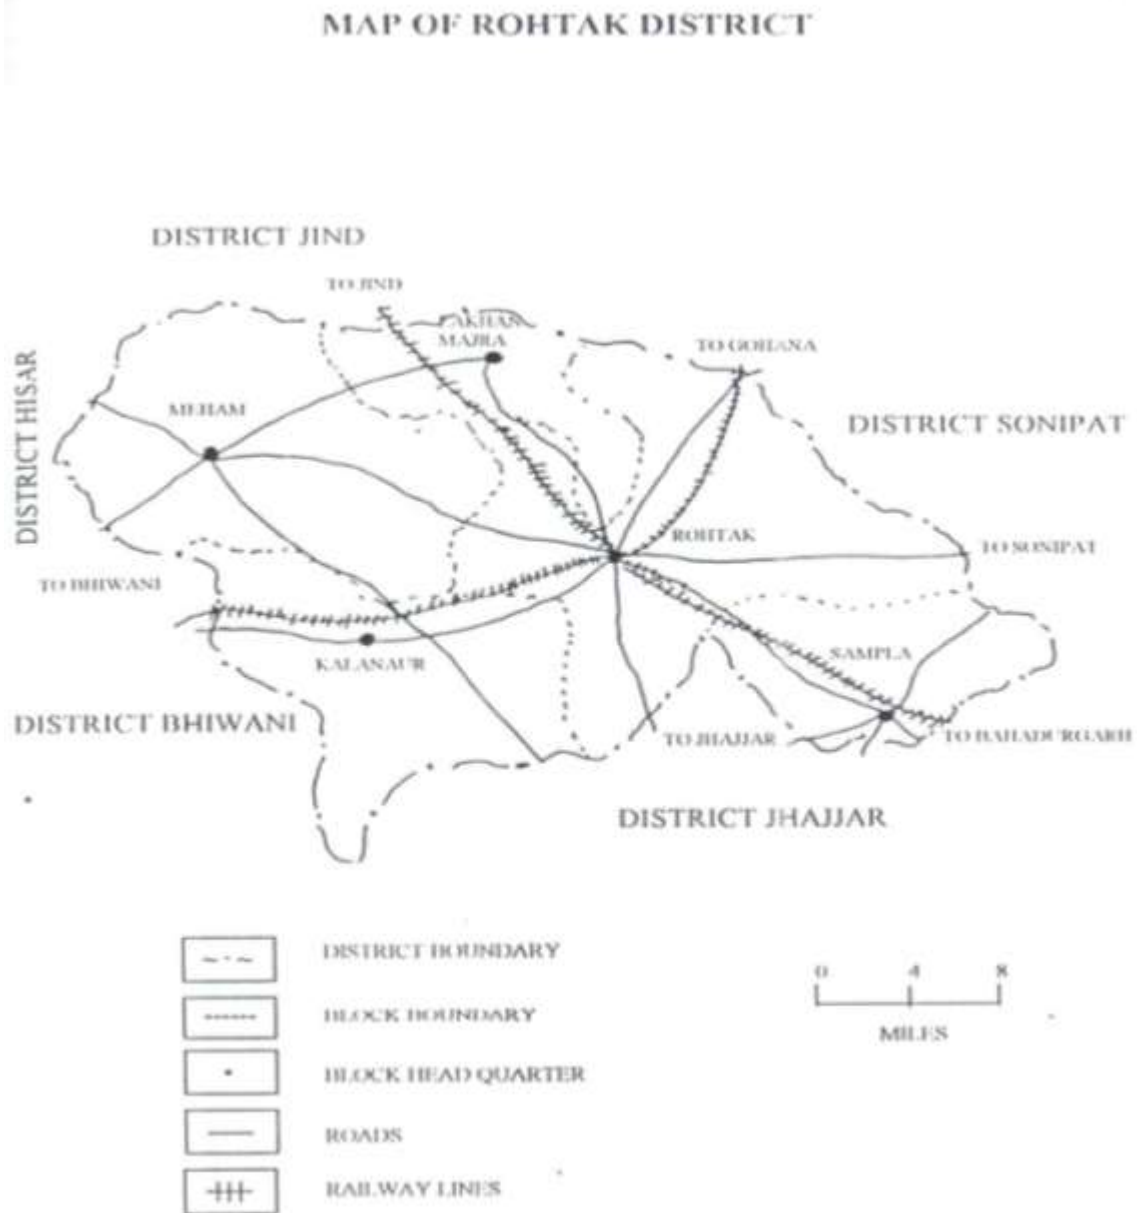 MAP OF ROHTAK DISTRICT
DISTRICT JIND
TO JIND
LAKHAN
MAJRA
TO GOHANA
DISTRICT HISAR
MEHAM
DISTRICT SONIPAT
ROHTAK
TO SONIPAT
TO BHIWANI
SAMPLA
KALANAUR
DISTRICT BHIWANI
TO JHAJJAR
TO BAHADURGARH
DISTRICT JHAJJAR
DISTRICT BOUNDARY
BLOCK BOUNDARY
BLOCK HEAD QUARTER
ROADS
RAILWAY LINES
0 4 8
MILES